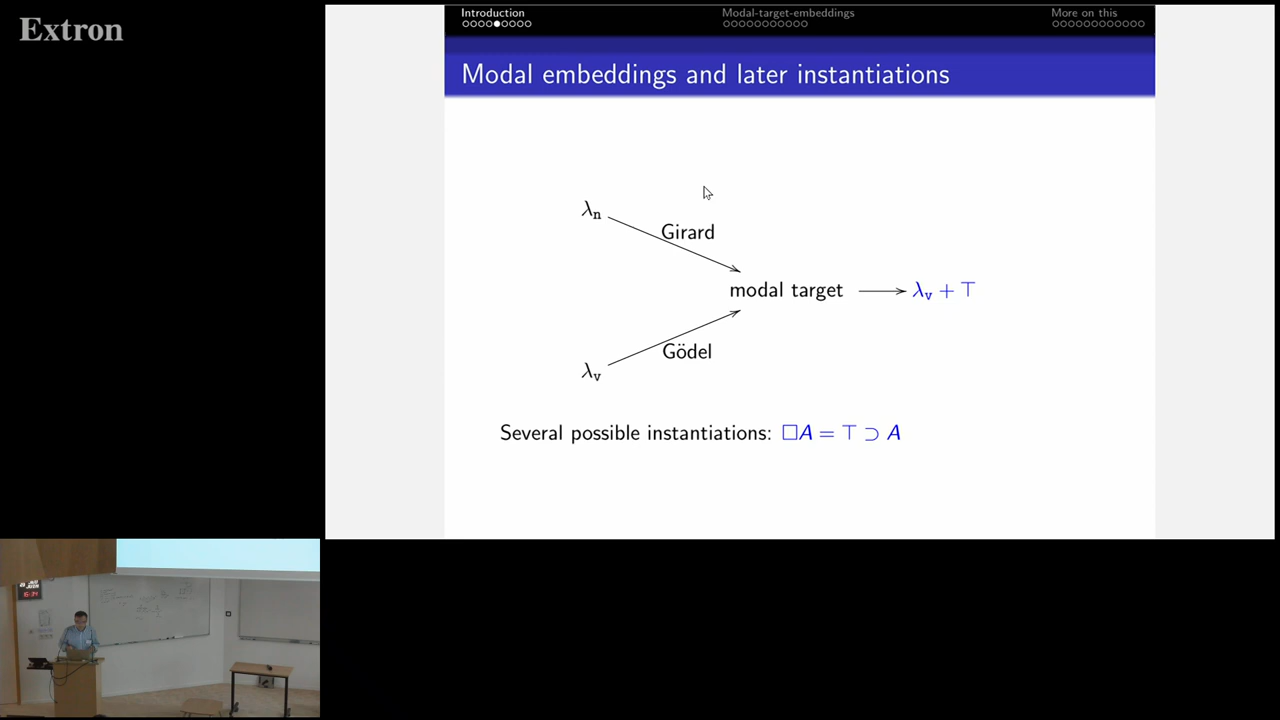 Extron
Introduction Modal-target-embeddings More on this
Modal embeddings and later instantiations
λn
Girard
modal target λv + ⊤
Gödel
λv
Several possible instantiations: □A = ⊤ ⊃ A